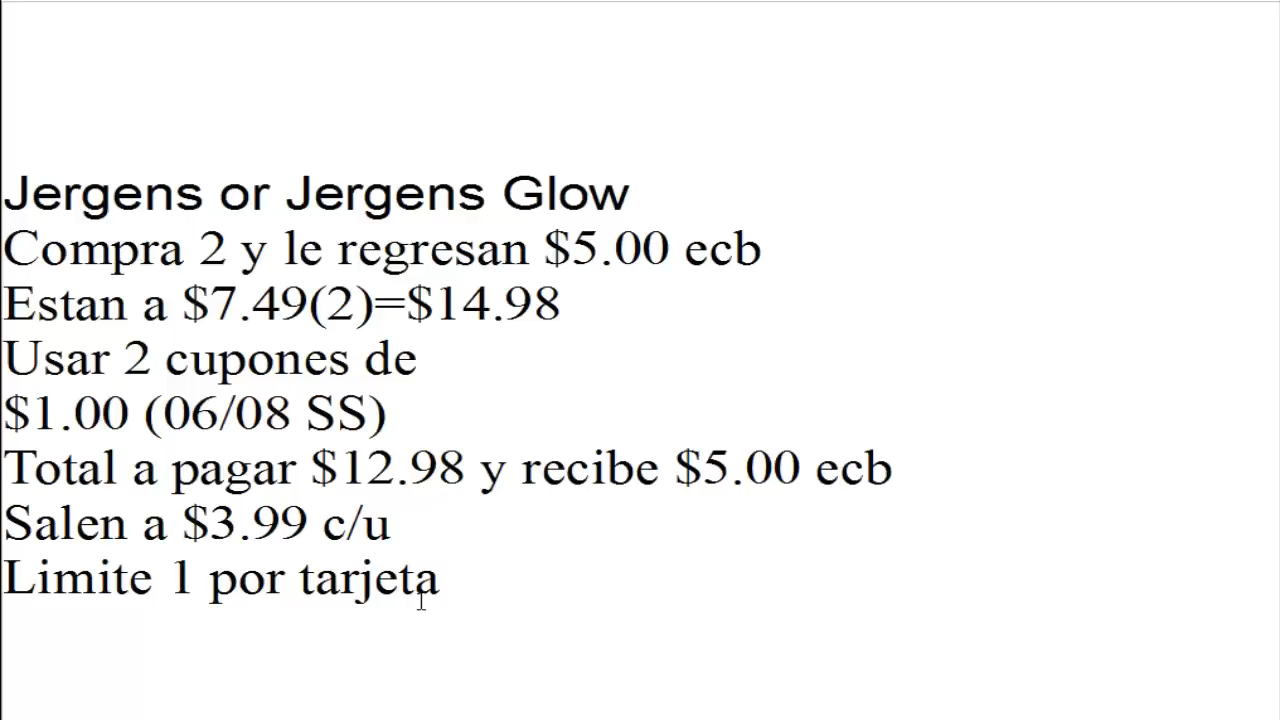 Jergens or Jergens Glow
Compra 2 y le regresan $5.00 ecb
Estan a $7.49(2)=$14.98
Usar 2 cupones de
$1.00 (06/08 SS)
Total a pagar $12.98 y recibe $5.00 ecb
Salen a $3.99 c/u
Limite 1 por tarjeta